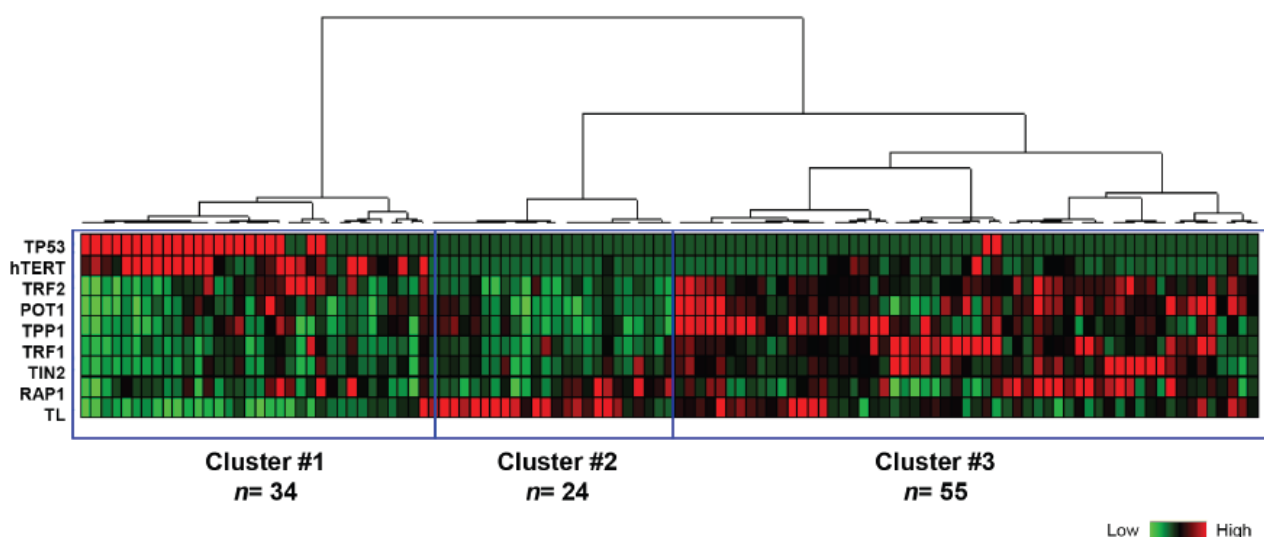 TP53
hTERT
TRF2
POT1
TPP1
TRF1
TIN2
RAP1
TL
Cluster #1
n= 34
Cluster #2
n= 24
Cluster #3
n= 55
Low High